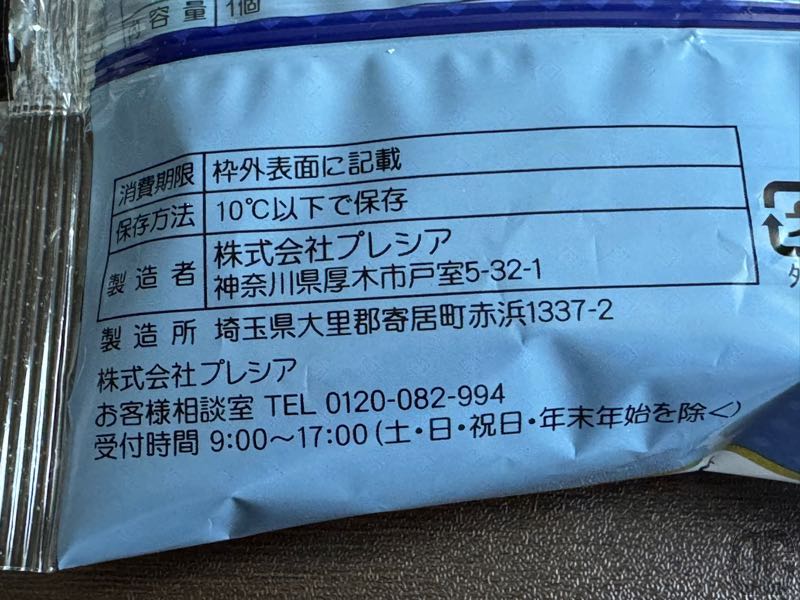 内容量 1個
消費期限 枠外表面に記載
保存方法 10℃以下で保存
製造者 株式会社プレシア
神奈川県厚木市戸室5-32-1
製造所 埼玉県大里郡寄居町赤浜1337-2
株式会社プレシア
お客様相談室 TEL 0120-082-994
受付時間 9:00〜17:00(土・日・祝日・年末年始を除く)